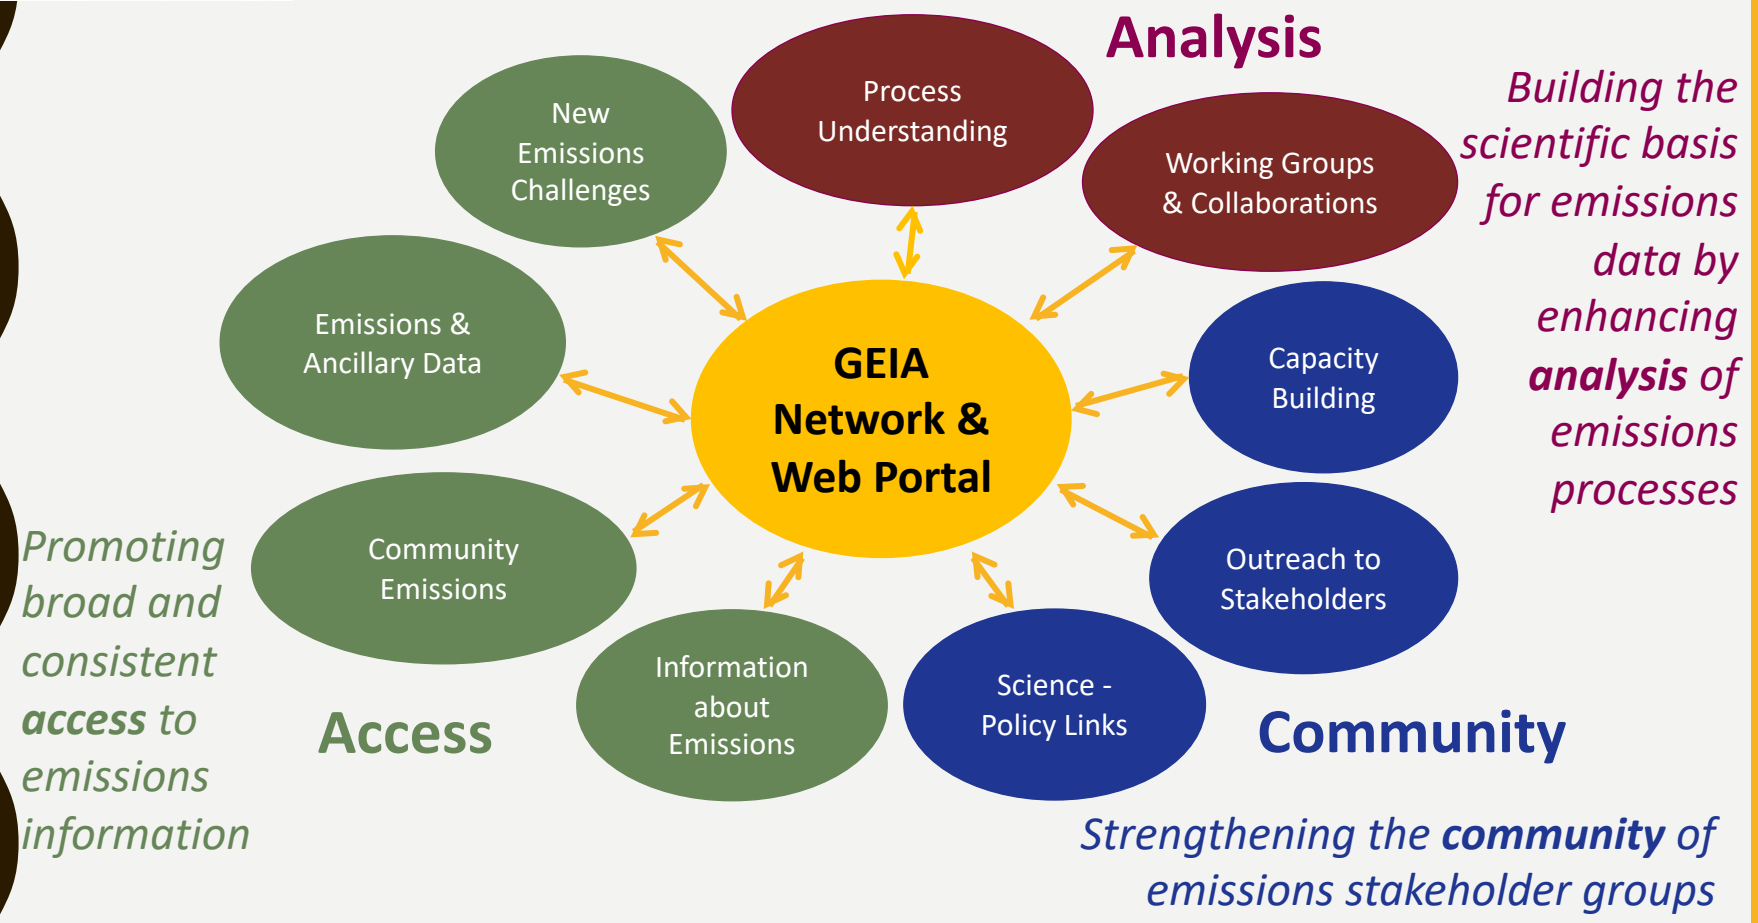 Analysis
Building the
scientific basis
for emissions
data by
enhancing
analysis of
emissions
processes
Process
Understanding
Working Groups
& Collaborations
New
Emissions
Challenges
Emissions &
Ancillary Data
GEIA
Network &
Web Portal
Capacity
Building
Community
Emissions
Outreach to
Stakeholders
Information
about
Emissions
Science -
Policy Links
Promoting
broad and
consistent
access to
emissions
information
Access
Community
Strengthening the community of
emissions stakeholder groups